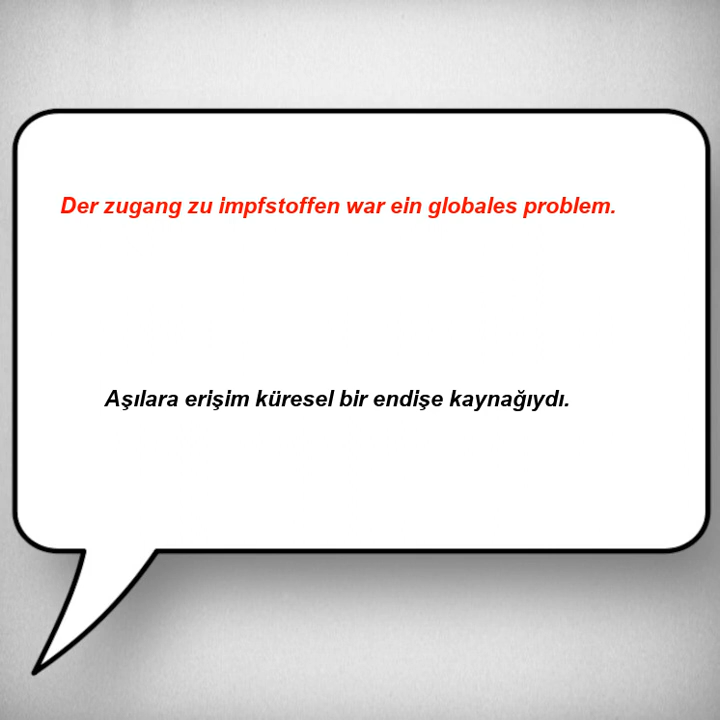 Der zugang zu impfstoffen war ein globales problem.
Aşılara erişim küresel bir endişe kaynağıydı.